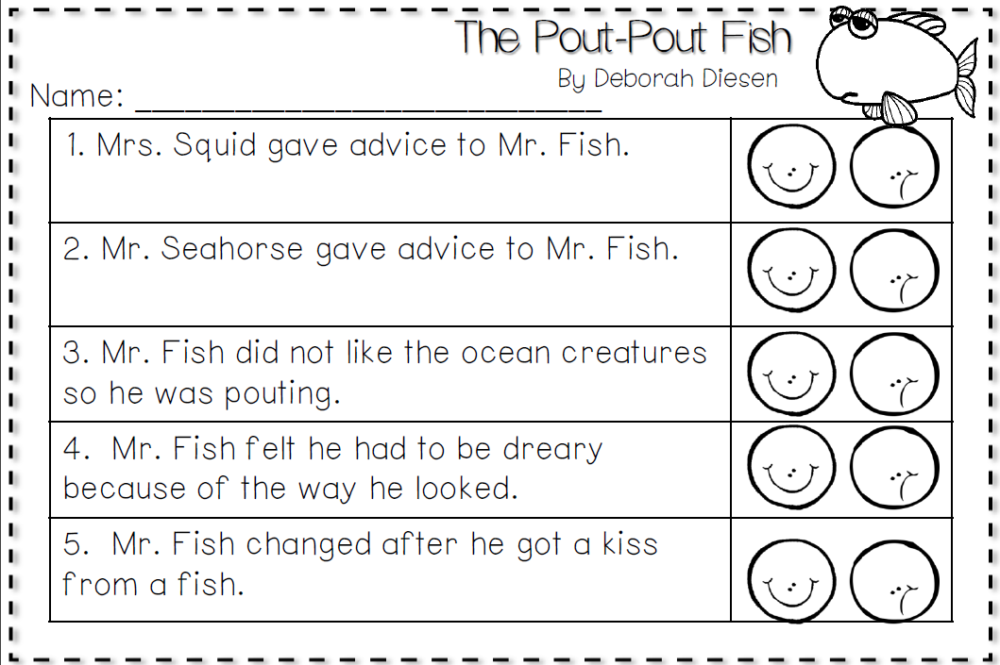 The Pout-Pout Fish
By Deborah Diesen
Name: ____________________________
1. Mrs. Squid gave advice to Mr. Fish.
2. Mr. Seahorse gave advice to Mr. Fish.
3. Mr. Fish did not like the ocean creatures
so he was pouting.
4. Mr. Fish felt he had to be dreary
because of the way he looked.
5. Mr. Fish changed after he got a kiss
from a fish.